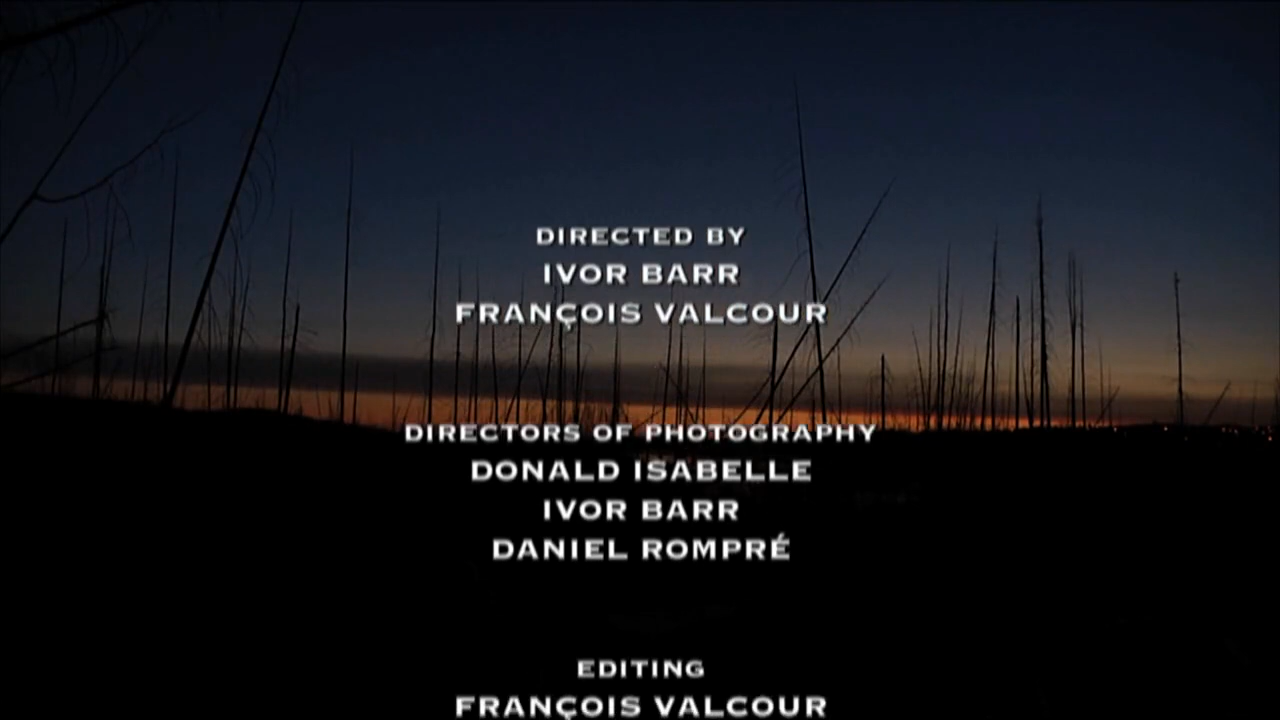 DIRECTED BY
IVOR BARR
FRANÇOIS VALCOUR
DIRECTORS OF PHOTOGRAPHY
DONALD ISABELLE
IVOR BARR
DANIEL ROMPRÉ
EDITING
FRANÇOIS VALCOUR